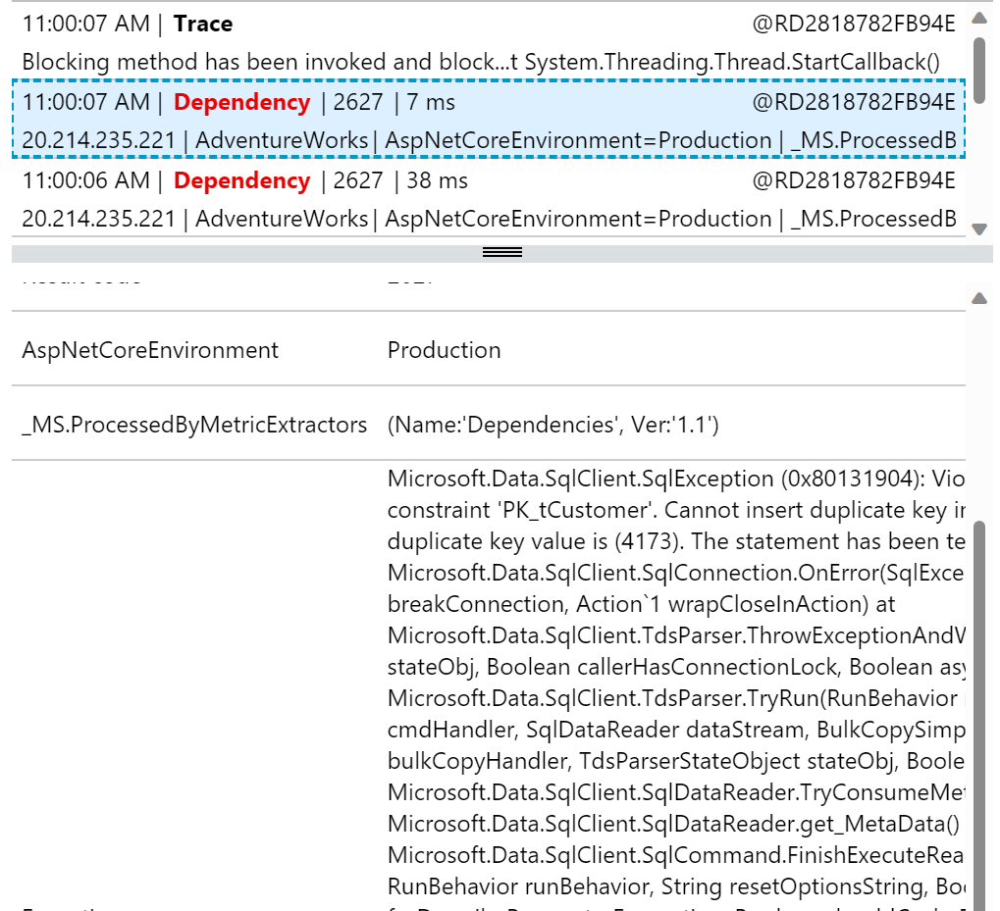 11:00:07 AM | Trace @RD2818782FB94E
Blocking method has been invoked and block...t System.Threading.Thread.StartCallback()
11:00:07 AM | Dependency | 2627 | 7 ms @RD2818782FB94E
20.214.235.221 | AdventureWorks | AspNetCoreEnvironment=Production | _MS.ProcessedB
11:00:06 AM | Dependency | 2627 | 38 ms @RD2818782FB94E
20.214.235.221 | AdventureWorks | AspNetCoreEnvironment=Production | _MS.ProcessedB
AspNetCoreEnvironment Production
_MS.ProcessedByMetricExtractors (Name:'Dependencies', Ver:'1.1')
Microsoft.Data.SqlClient.SqlException (0x80131904): Vio
constraint 'PK_tCustomer'. Cannot insert duplicate key in
duplicate key value is (4173). The statement has been te
Microsoft.Data.SqlClient.SqlConnection.OnError(SqlExce
breakConnection, Action`1 wrapCloseInAction) at
Microsoft.Data.SqlClient.TdsParser.ThrowExceptionAndW
stateObj, Boolean callerHasConnectionLock, Boolean asy
Microsoft.Data.SqlClient.TdsParser.TryRun(RunBehavior
cmdHandler, SqlDataReader dataStream, BulkCopySimp
bulkCopyHandler, TdsParserStateObject stateObj, Boole
Microsoft.Data.SqlClient.SqlDataReader.TryConsumeMet
Microsoft.Data.SqlClient.SqlDataReader.get_MetaData()
Microsoft.Data.SqlClient.SqlCommand.FinishExecuteRea
RunBehavior runBehavior, String resetOptionsString, Boo